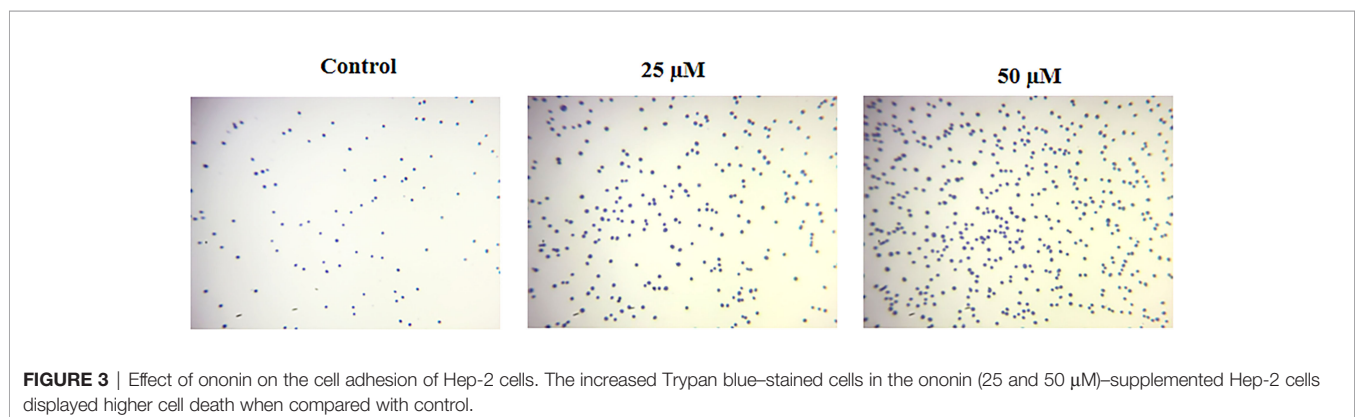 Control
25 μM
50 μM
FIGURE 3 | Effect of ononin on the cell adhesion of Hep-2 cells. The increased Trypan blue–stained cells in the ononin (25 and 50 μM)–supplemented Hep-2 cells
displayed higher cell death when compared with control.